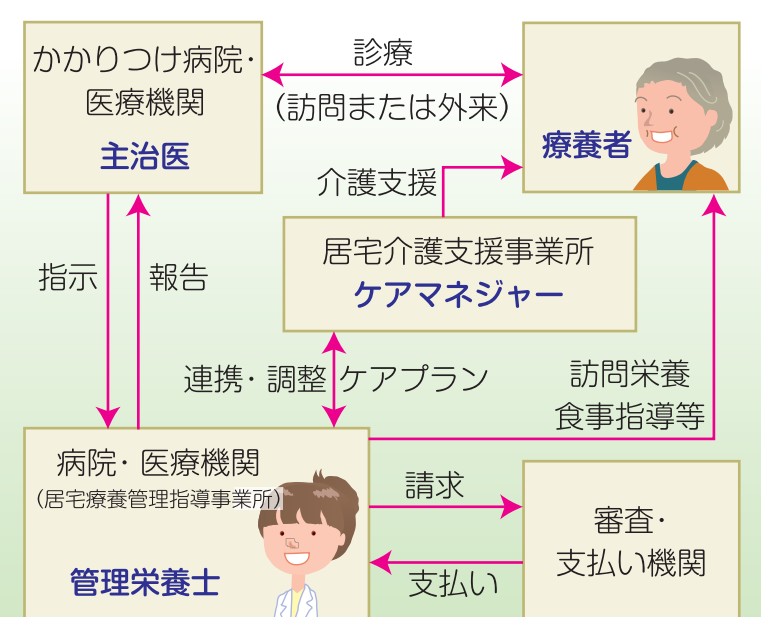 かかりつけ病院・
医療機関
主治医
診療
(訪問または外来)
療養者
介護支援
居宅介護支援事業所
ケアマネジャー
指示
報告
連携・調整
ケアプラン
訪問栄養
食事指導等
病院・医療機関
(居宅療養管理指導事業所)
管理栄養士
請求
支払い
審査・
支払い機関